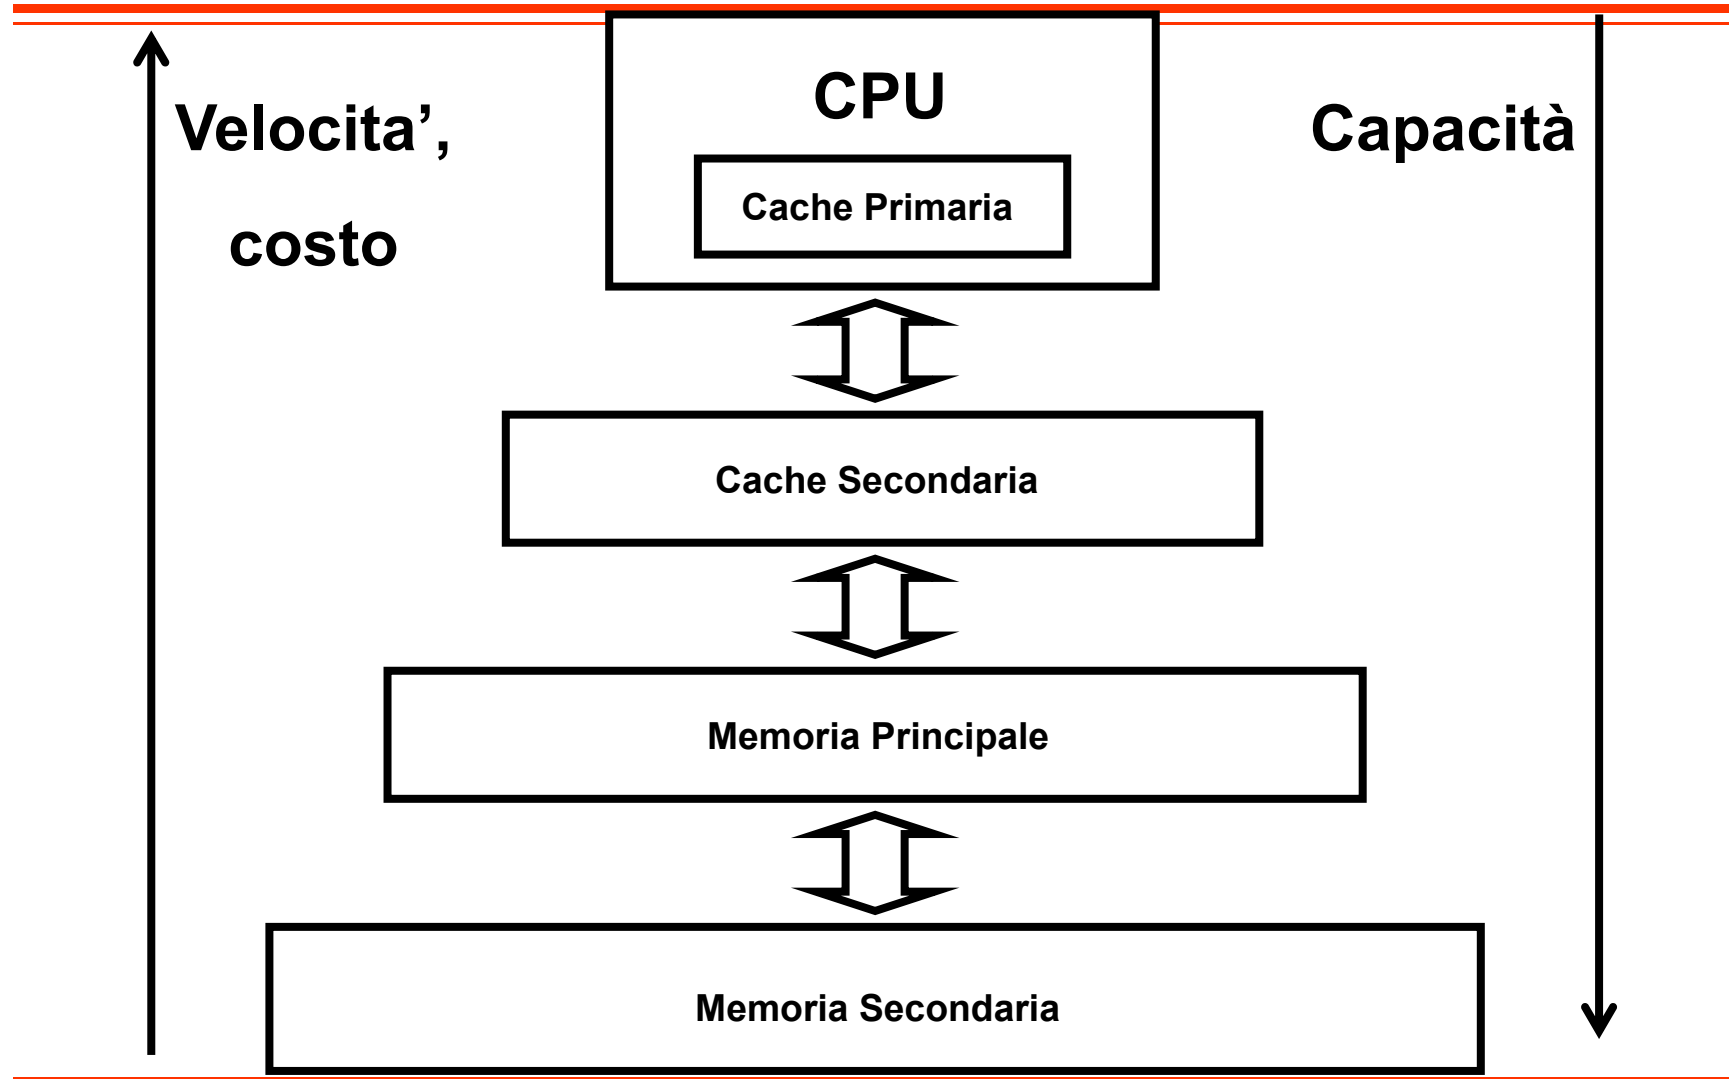 CPU
Velocita’,
costo
Capacità
Cache Primaria
Cache Secondaria
Memoria Principale
Memoria Secondaria